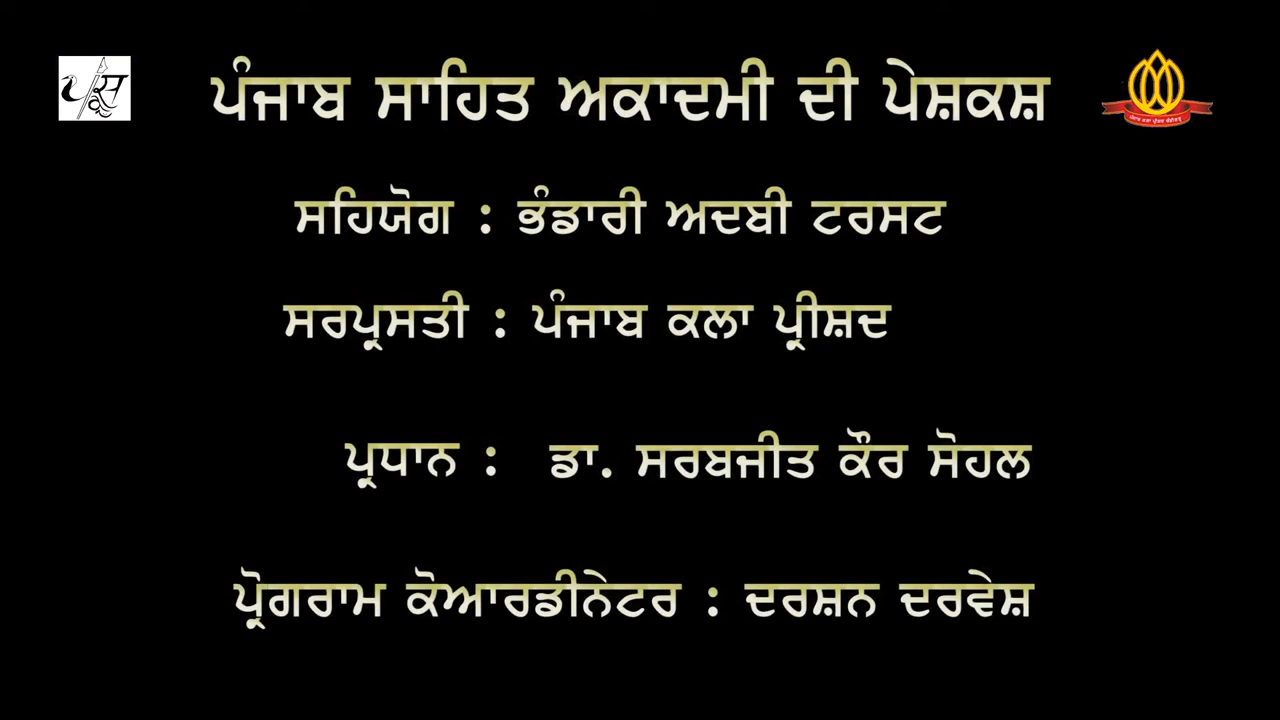 ਪੰਜਾਬ ਸਾਹਿਤ ਅਕਾਦਮੀ ਦੀ ਪੇਸ਼ਕਸ਼
ਸਹਿਯੋਗ : ਭੰਡਾਰੀ ਅਦਬੀ ਟਰਸਟ
ਸਰਪ੍ਰਸਤੀ : ਪੰਜਾਬ ਕਲਾ ਪ੍ਰੀਸ਼ਦ
ਪ੍ਰਧਾਨ : ਡਾ. ਸਰਬਜੀਤ ਕੌਰ ਸੋਹਲ
ਪ੍ਰੋਗਰਾਮ ਕੋਆਰਡੀਨੇਟਰ : ਦਰਸ਼ਨ ਦਰਵੇਸ਼